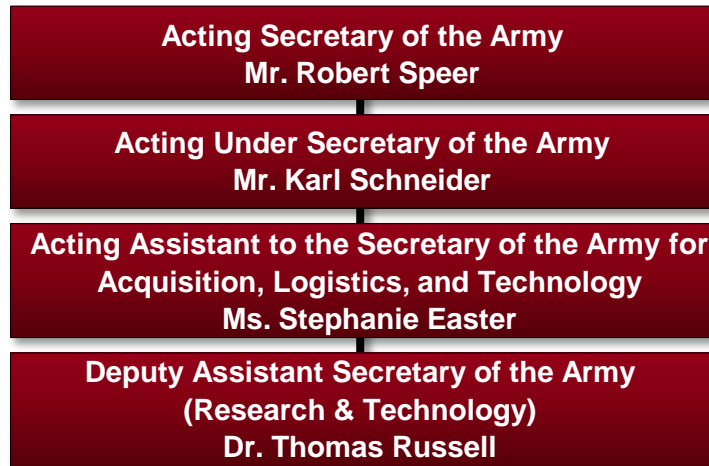 Acting Secretary of the Army
Mr. Robert Speer
Acting Under Secretary of the Army
Mr. Karl Schneider
Acting Assistant to the Secretary of the Army for
Acquisition, Logistics, and Technology
Ms. Stephanie Easter
Deputy Assistant Secretary of the Army
(Research & Technology)
Dr. Thomas Russell